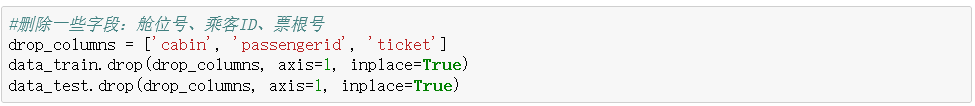 #删除一些字段：舱位号、乘客ID、票根号
drop_columns = ['cabin', 'passengerid', 'ticket']
data_train.drop(drop_columns, axis=1, inplace=True)
data_test.drop(drop_columns, axis=1, inplace=True)